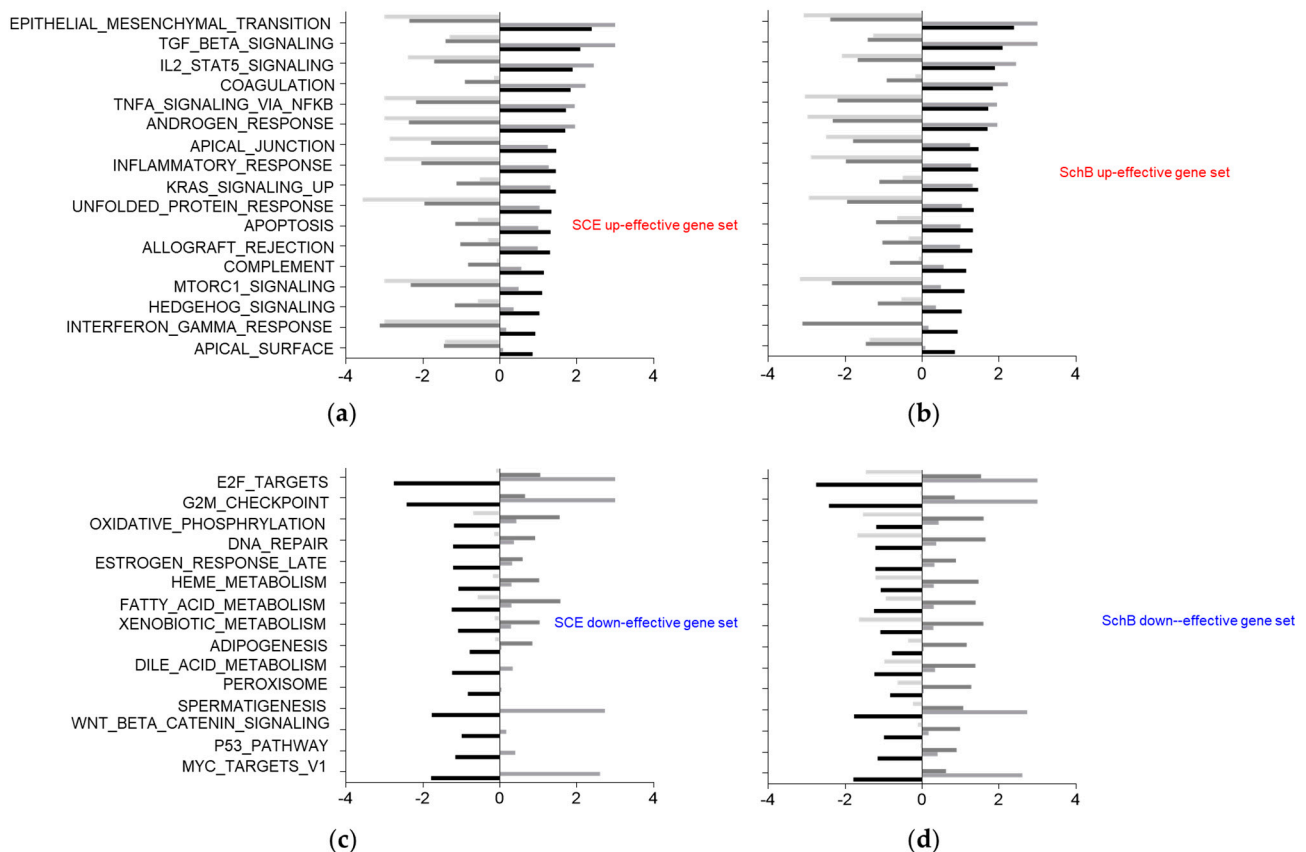 EPITHELIAL_MESENCHYMAL_TRANSITION
TGF_BETA_SIGNALING
IL2_STAT5_SIGNALING
COAGULATION
TNFA_SIGNALING_VIA_NFKB
ANDROGEN_RESPONSE
APICAL_JUNCTION
INFLAMMATORY_RESPONSE
KRAS_SIGNALING_UP
UNFOLDED_PROTEIN_RESPONSE
APOPTOSIS
ALLOGRAFT_REJECTION
COMPLEMENT
MTORC1_SIGNALING
HEDGEHOG_SIGNALING
INTERFERON_GAMMA_RESPONSE
APICAL_SURFACE
SCE up-effective gene set
-4 -2 0 2 4
(a)
SchB up-effective gene set
-4 -2 0 2 4
(b)
E2F_TARGETS
G2M_CHECKPOINT
OXIDATIVE_PHOSPHRYLATION
DNA_REPAIR
ESTROGEN_RESPONSE_LATE
HEME_METABOLISM
FATTY_ACID_METABOLISM
XENOBIOTIC_METABOLISM
ADIPOGENESIS
DILE_ACID_METABOLISM
PEROXISOME
SPERMATIGENESIS
WNT_BETA_CATENIN_SIGNALING
P53_PATHWAY
MYC_TARGETS_V1
SCE down-effective gene set
-4 -2 0 2 4
(c)
SchB down--effective gene set
-4 -2 0 2 4
(d)